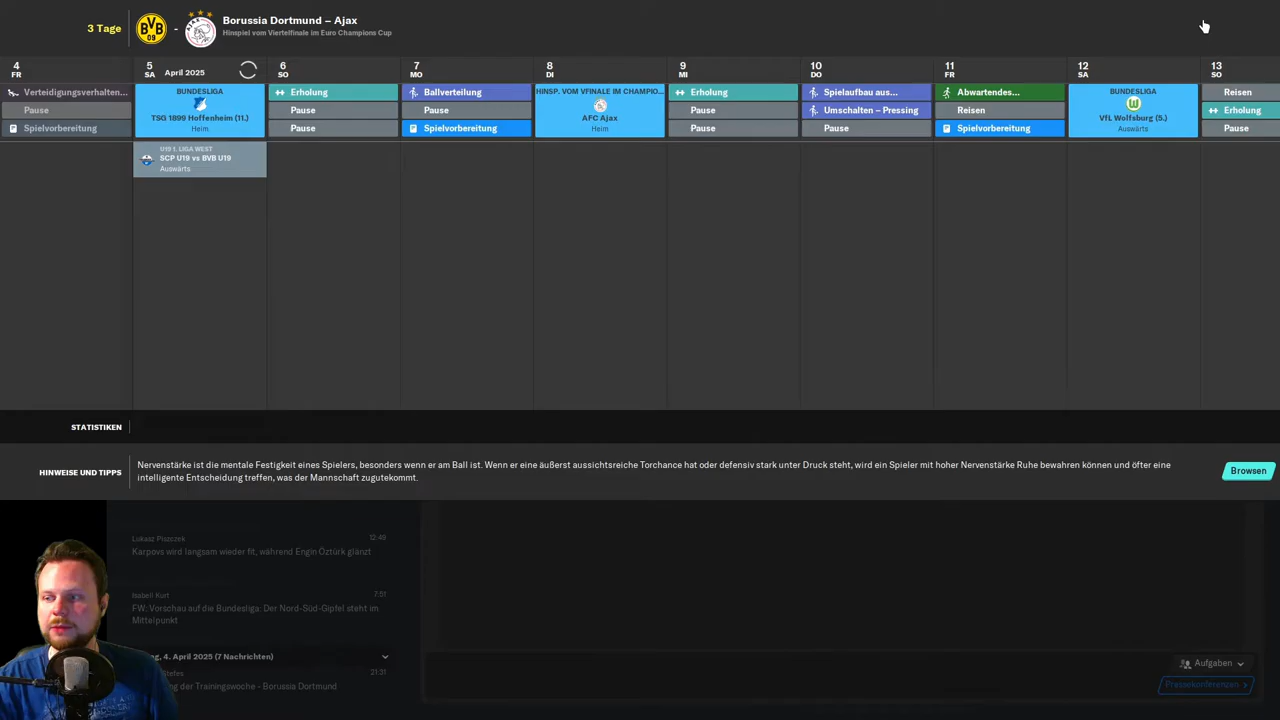 3 Tage
BVB 09
-
AJAX
Borussia Dortmund – Ajax
Hinspiel vom Viertelfinale im Euro Champions Cup
4 FR
5 SA April 2025
6 SO
7 MO
8 DI
9 MI
10 DO
11 FR
12 SA
13 SO
Verteidigungsverhalten...
Pause
Spielvorbereitung
BUNDESLIGA
TSG 1899 Hoffenheim (11.)
Heim
U19 1. LIGA WEST
SCP U19 vs BVB U19
Auswärts
Erholung
Pause
Pause
Ballverteilung
Pause
Spielvorbereitung
HINSP. VOM VFINALE IM CHAMPIO...
AFC Ajax
Heim
Erholung
Pause
Pause
Spielaufbau aus...
Umschalten – Pressing
Pause
Abwartendes...
Reisen
Spielvorbereitung
BUNDESLIGA
VfL Wolfsburg (5.)
Auswärts
Reisen
Erholung
Pause
STATISTIKEN
HINWEISE UND TIPPS
Nervenstärke ist die mentale Festigkeit eines Spielers, besonders wenn er am Ball ist. Wenn er eine äußerst aussichtsreiche Torchance hat oder defensiv stark unter Druck steht, wird ein Spieler mit hoher Nervenstärke Ruhe bewahren können und öfter eine
intelligente Entscheidung treffen, was der Mannschaft zugutekommt.
Browsen
Lukasz Piszczek 12:49
Karpovs wird langsam wieder fit, während Engin Öztürk glänzt
Isabell Kurt 7:51
FW: Vorschau auf die Bundesliga: Der Nord-Süd-Gipfel steht im
Mittelpunkt
4. April 2025 (7 Nachrichten)
21:31
der Trainingswoche - Borussia Dortmund
Aufgaben
Pressekonferenzen